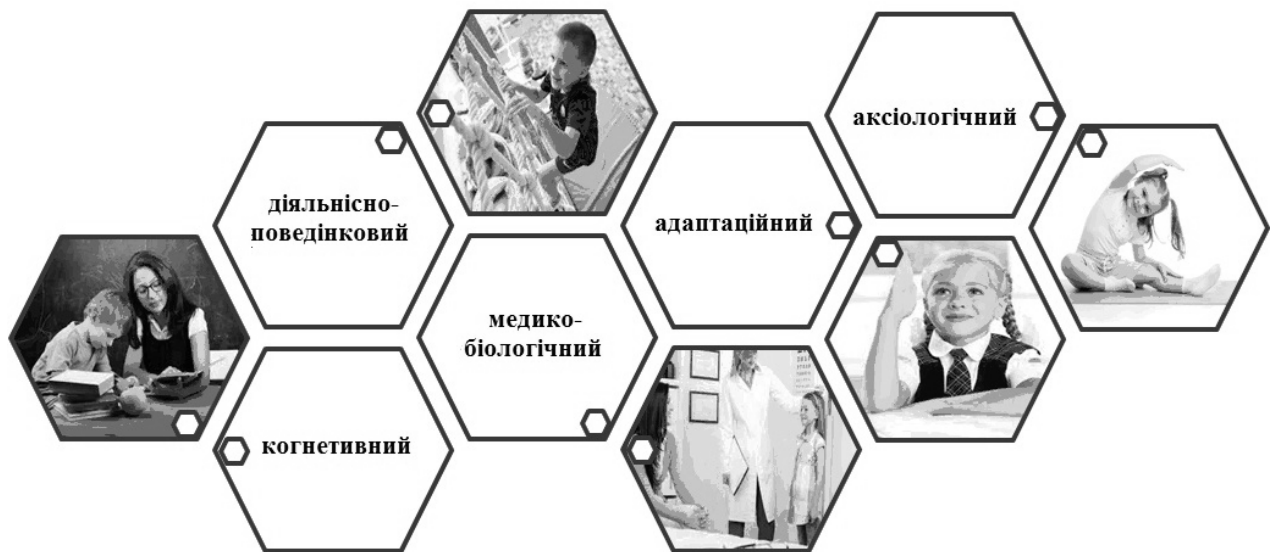 аксіологічний
діяльнісно-
поведінковий
адаптаційний
медико-
біологічний
когнетивний